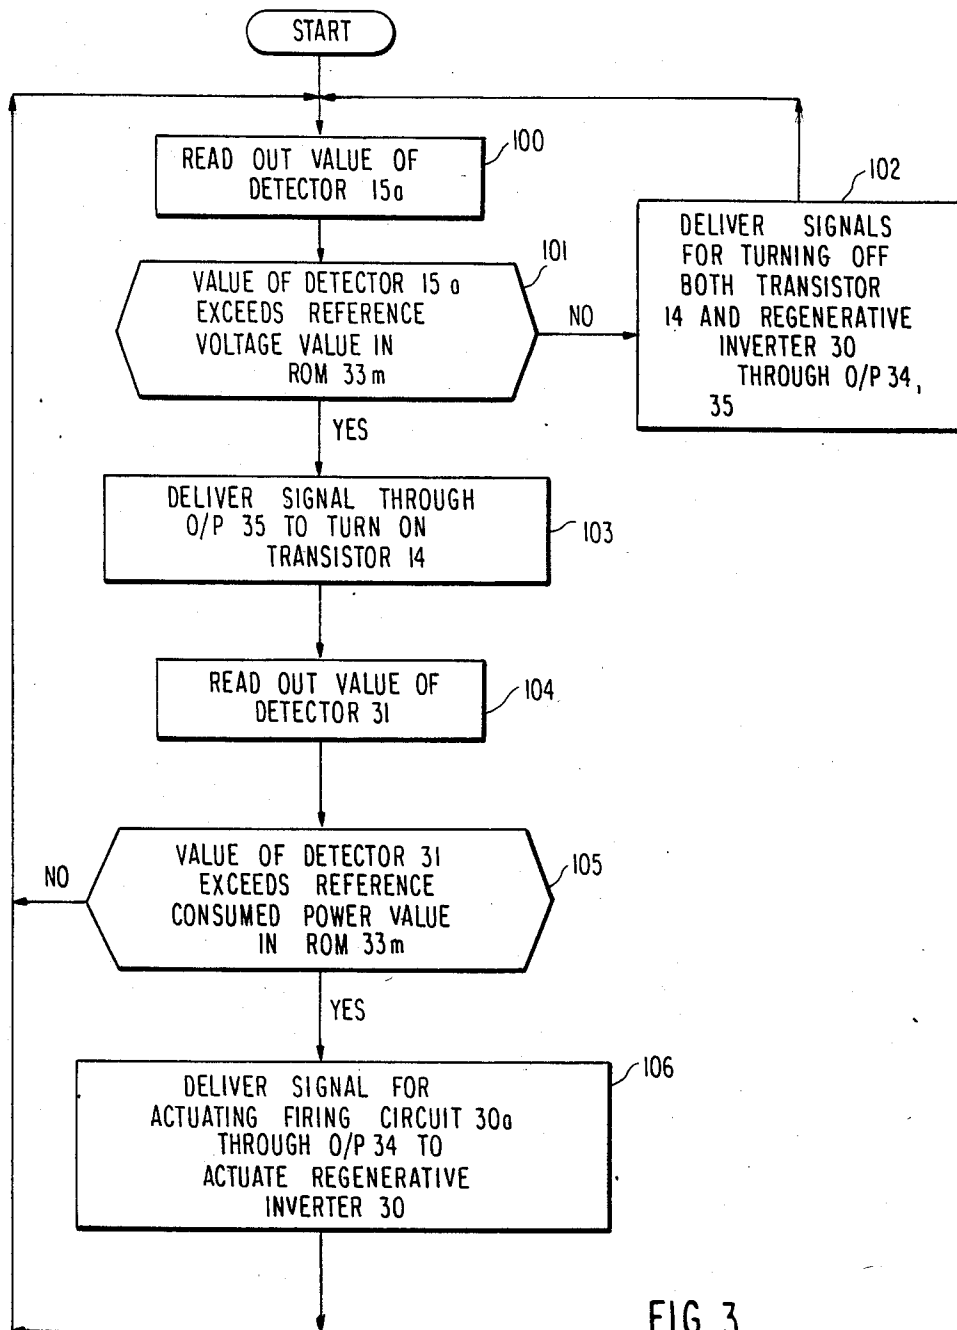 START
READ OUT VALUE OF
DETECTOR 15a
100
VALUE OF DETECTOR 15a
EXCEEDS REFERENCE
VOLTAGE VALUE IN
ROM 33m
101
NO
DELIVER SIGNALS
FOR TURNING OFF
BOTH TRANSISTOR
14 AND REGENERATIVE
INVERTER 30
THROUGH O/P 34,
35
102
YES
DELIVER SIGNAL THROUGH
O/P 35 TO TURN ON
TRANSISTOR 14
103
READ OUT VALUE OF
DETECTOR 31
104
VALUE OF DETECTOR 31
EXCEEDS REFERENCE
CONSUMED POWER VALUE
IN ROM 33m
105
NO
YES
DELIVER SIGNAL FOR
ACTUATING FIRING CIRCUIT 30a
THROUGH O/P 34 TO
ACTUATE REGENERATIVE
INVERTER 30
106
FIG 3